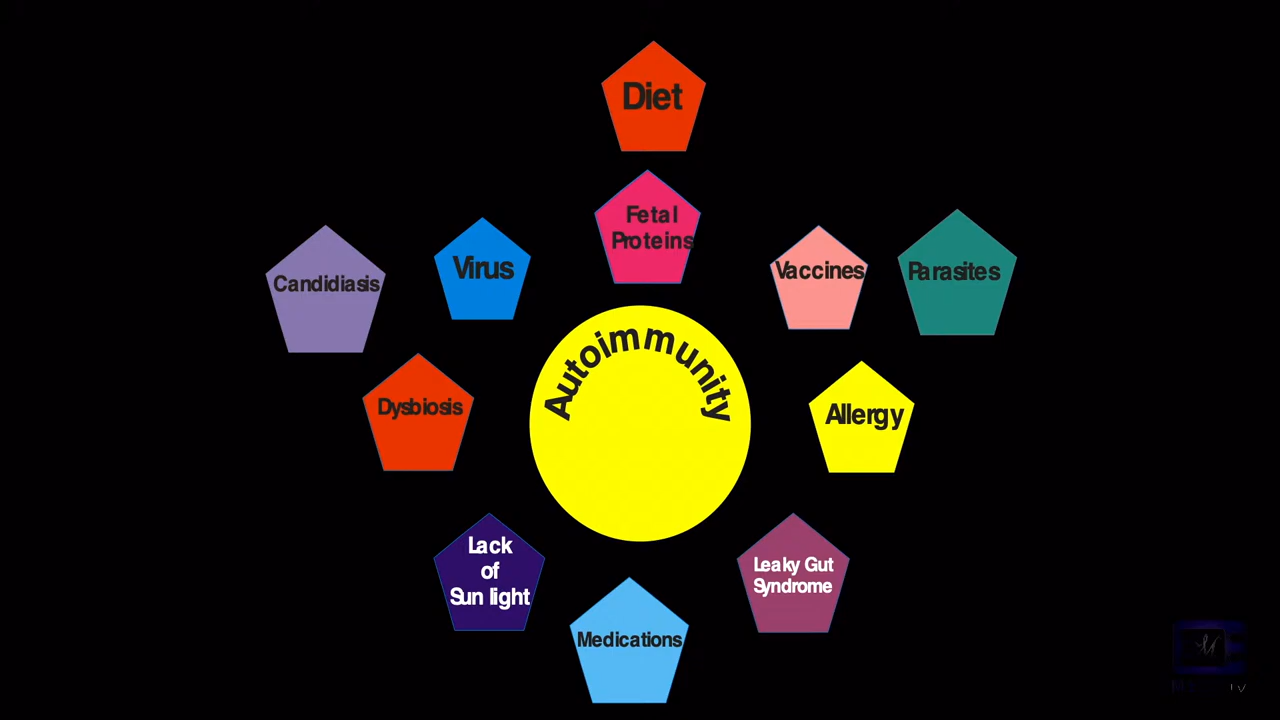 Diet
Fetal
Proteins
Candidiasis
Virus
Vaccines
Parasites
Autoimmunity
Dysbiosis
Allergy
Lack
of
Sun light
Leaky Gut
Syndrome
Medications